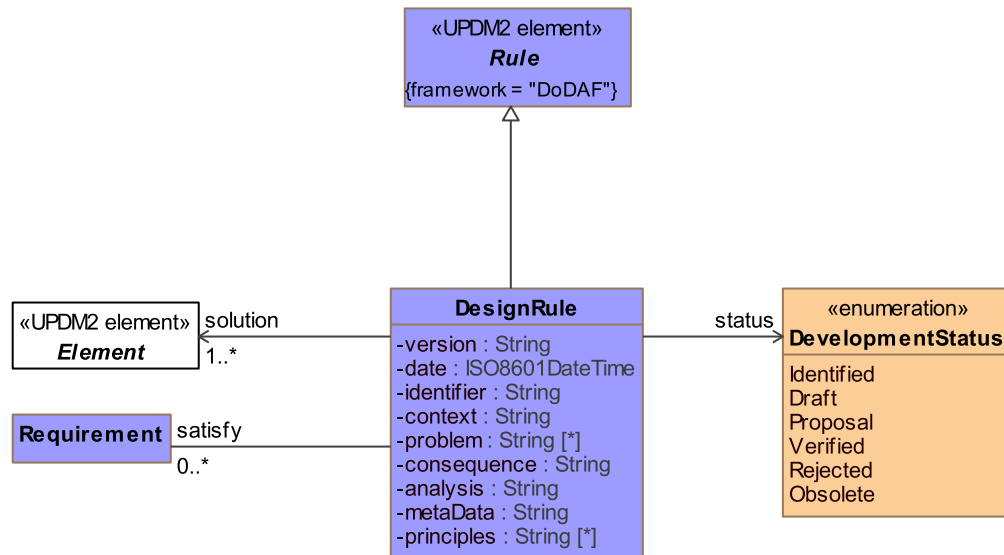 «UPDM2 element»
Rule
{framework = "DoDAF"}
«UPDM2 element»
Element
solution
1..*
Requirement
satisfy
0..*
DesignRule
-version : String
-date : ISO8601DateTime
-identifier : String
-context : String
-problem : String [*]
-consequence : String
-analysis : String
-metaData : String
-principles : String [*]
status
«enumeration»
DevelopmentStatus
Identified
Draft
Proposal
Verified
Rejected
Obsolete